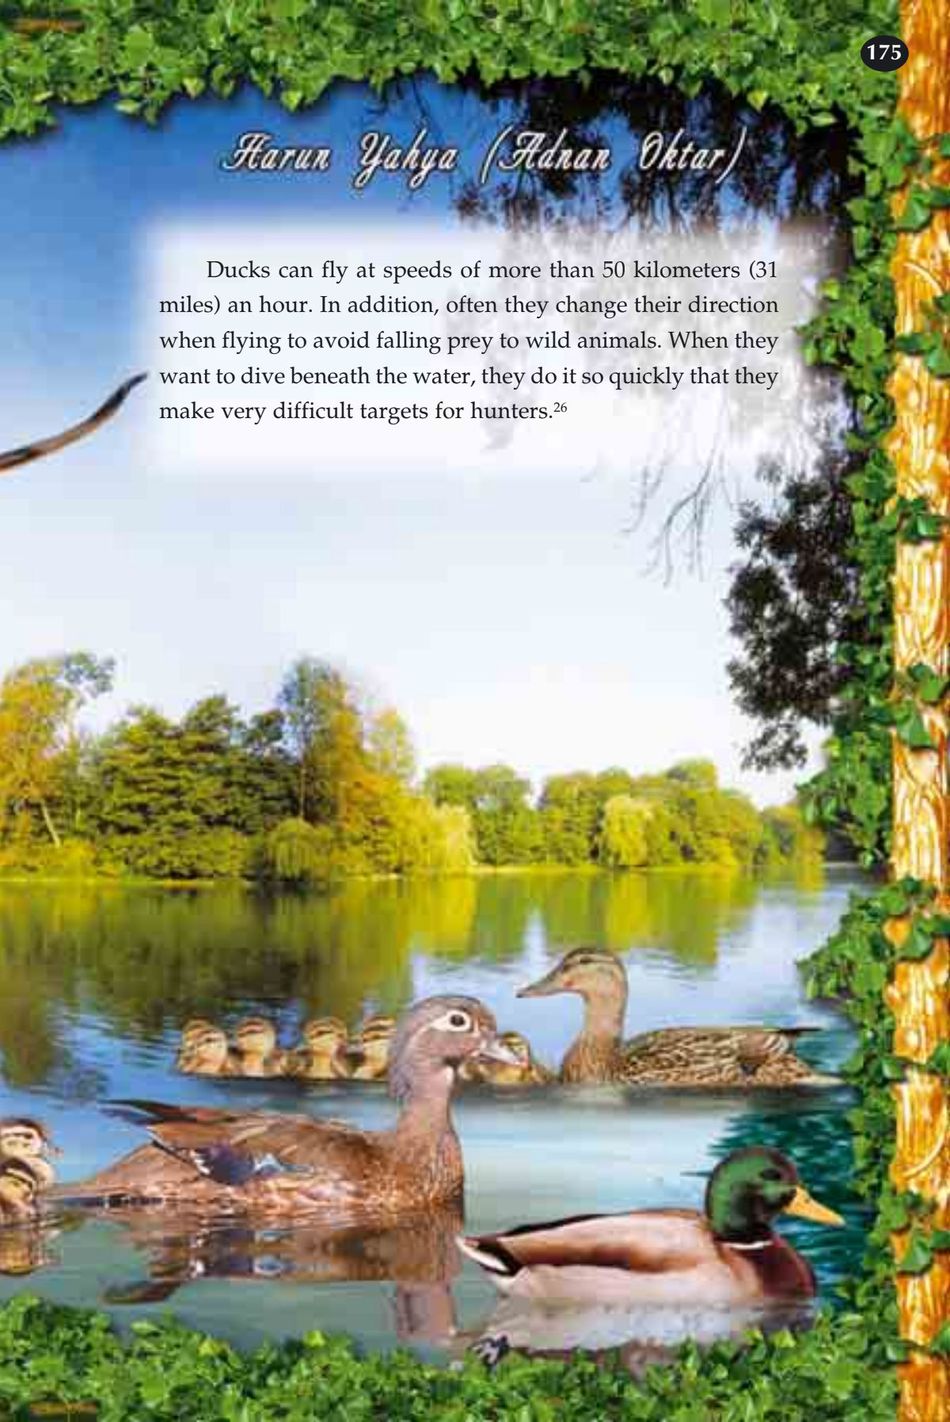 175
Harun Yahya (Adnan Oktar)
Ducks can fly at speeds of more than 50 kilometers (31
miles) an hour. In addition, often they change their direction
when flying to avoid falling prey to wild animals. When they
want to dive beneath the water, they do it so quickly that they
make very difficult targets for hunters.26